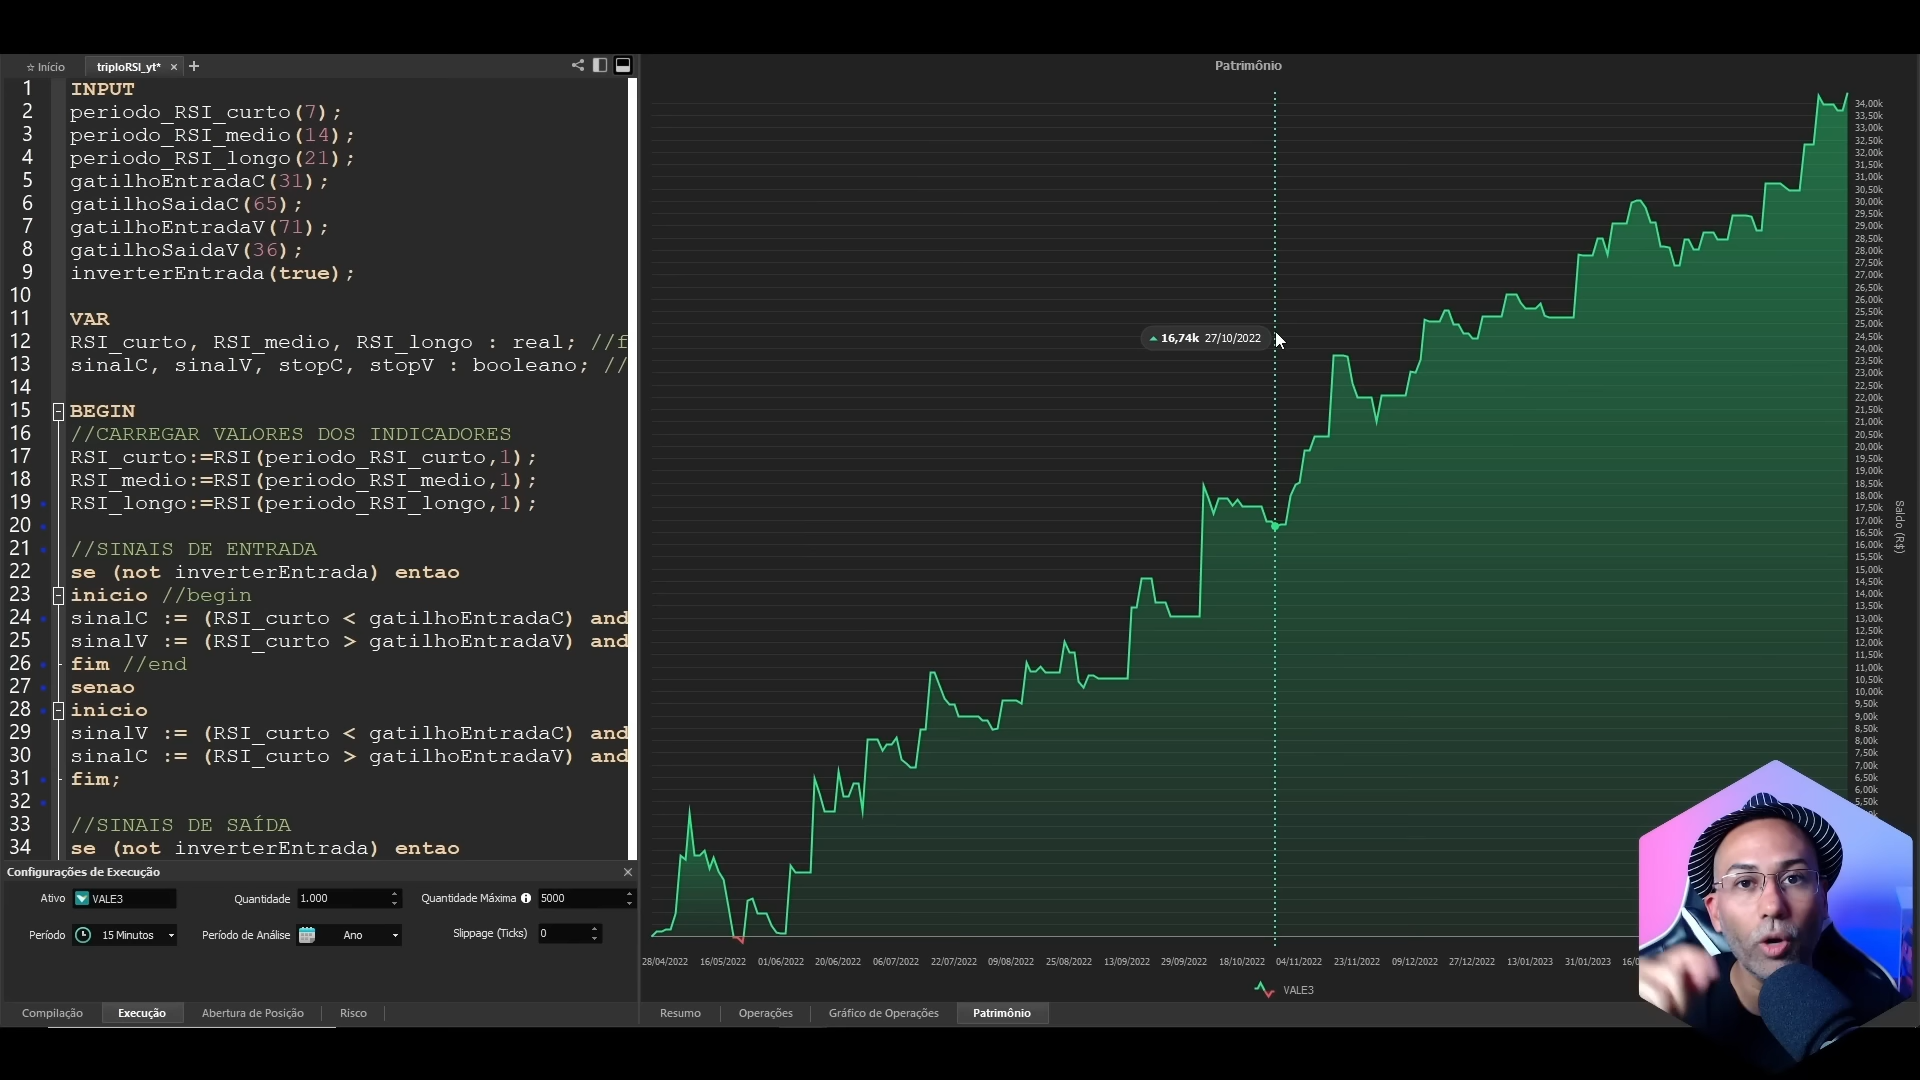 ☆ Início
triploRSI_yt* × +
1 INPUT
2 periodo_RSI_curto(7);
3 periodo_RSI_medio(14);
4 periodo_RSI_longo(21);
5 gatilhoEntradaC(31);
6 gatilhoSaidaC(65);
7 gatilhoEntradaV(71);
8 gatilhoSaidaV(36);
9 inverterEntrada(true);
10
11 VAR
12 RSI_curto, RSI_medio, RSI_longo : real; //f
13 sinalC, sinalV, stopC, stopV : booleano; //
14
15 BEGIN
16 //CARREGAR VALORES DOS INDICADORES
17 RSI_curto:=RSI(periodo_RSI_curto,1);
18 RSI_medio:=RSI(periodo_RSI_medio,1);
19 RSI_longo:=RSI(periodo_RSI_longo,1);
20
21 //SINAIS DE ENTRADA
22 se (not inverterEntrada) entao
23 inicio //begin
24 sinalC := (RSI_curto < gatilhoEntradaC) and
25 sinalV := (RSI_curto > gatilhoEntradaV) and
26 fim //end
27 senao
28 inicio
29 sinalV := (RSI_curto < gatilhoEntradaC) and
30 sinalC := (RSI_curto > gatilhoEntradaV) and
31 fim;
32
33 //SINAIS DE SAÍDA
34 se (not inverterEntrada) entao
Configurações de Execução ×
Ativo VALE3 Quantidade 1.000 Quantidade Máxima 5000
Período 15 Minutos Período de Análise Ano Slippage (Ticks) 0
Compilação Execução Abertura de Posição Risco
Patrimônio
16,74k 27/10/2022
34,00k
33,50k
33,00k
32,50k
32,00k
31,50k
31,00k
30,50k
30,00k
29,50k
29,00k
28,50k
28,00k
27,50k
27,00k
26,50k
26,00k
25,50k
25,00k
24,50k
24,00k
23,50k
23,00k
22,50k
22,00k
21,50k
21,00k
20,50k
20,00k
19,50k
19,00k
18,50k
18,00k
17,50k
17,00k
16,50k
16,00k
15,50k
15,00k
14,50k
14,00k
13,50k
13,00k
12,50k
12,00k
11,50k
11,00k
10,50k
10,00k
9,50k
9,00k
8,50k
8,00k
7,50k
7,00k
6,50k
6,00k
5,50k
Saldo (R$)
28/04/2022 16/05/2022 01/06/2022 20/06/2022 06/07/2022 22/07/2022 09/08/2022 25/08/2022 13/09/2022 29/09/2022 18/10/2022 04/11/2022 23/11/2022 09/12/2022 27/12/2022 13/01/2023 31/01/2023 16/0
VALE3
Resumo Operações Gráfico de Operações Patrimônio